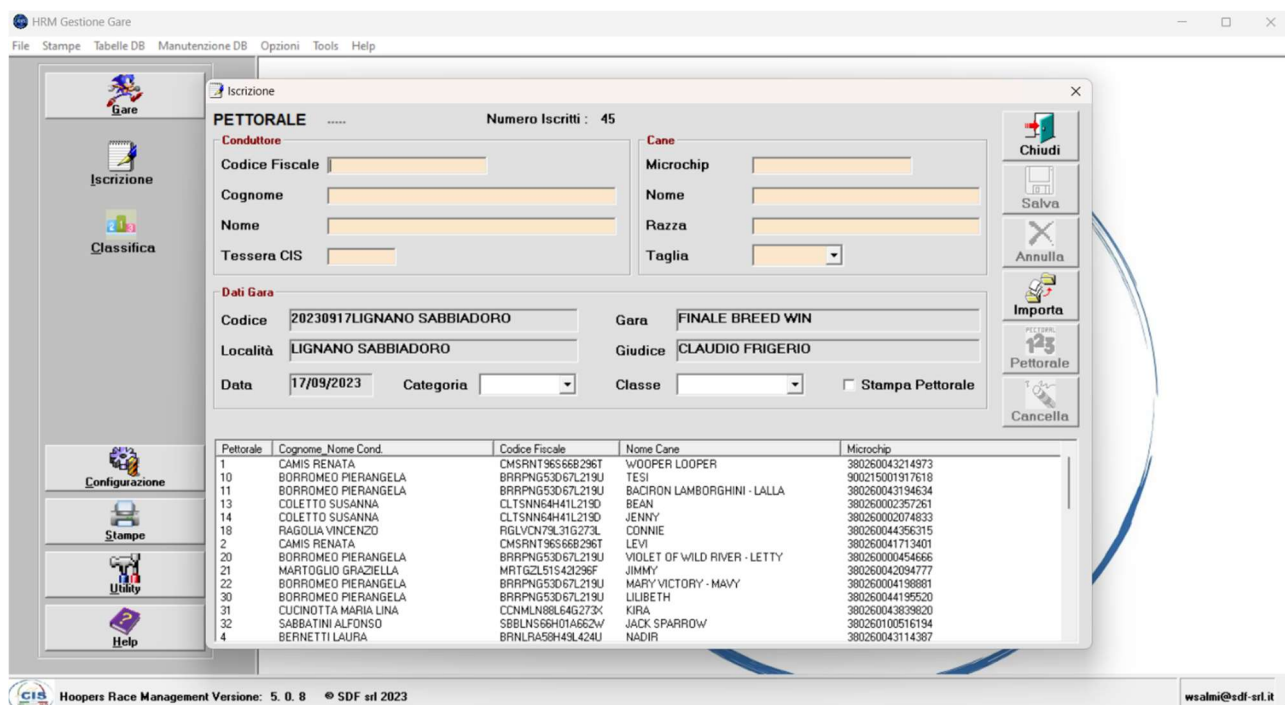 HRM Gestione Gare
File Stampe Tabelle DB Manutenzione DB Opzioni Tools Help
Gare
Iscrizione
Classifica
Configurazione
Stampe
Utility
Help
Iscrizione
PETTORALE ----- Numero Iscritti : 45
Conduttore
Codice Fiscale
Cognome
Nome
Tessera CIS
Cane
Microchip
Nome
Razza
Taglia
Dati Gara
Codice 20230917LIGNANO SABBIADORO Gara FINALE BREED WIN
Località LIGNANO SABBIADORO Giudice CLAUDIO FRIGERIO
Data 17/09/2023 Categoria Classe Stampa Pettorale
Chiudi
Salva
Annulla
Importa
PETTORAL
123
Pettorale
Cancella
Pettorale Cognome_Nome Cond. Codice Fiscale Nome Cane Microchip
1 CAMIS RENATA CMSRNT96S66B296T WOOPER LOOPER 380260043214973
10 BORROMEO PIERANGELA BRRPNG53D67L219U TESI 900215001917618
11 BORROMEO PIERANGELA BRRPNG53D67L219U BACIRON LAMBORGHINI - LALLA 380260043194634
13 COLETTO SUSANNA CLTSNN64H41L219D BEAN 380260002357261
14 COLETTO SUSANNA CLTSNN64H41L219D JENNY 380260002074833
18 RAGOLIA VINCENZO RGLVCN79L31G273L CONNIE 380260044356315
2 CAMIS RENATA CMSRNT96S66B296T LEVI 380260041713401
20 BORROMEO PIERANGELA BRRPNG53D67L219U VIOLET OF WILD RIVER - LETTY 380260000454666
21 MARTOGLIO GRAZIELLA MRTGZL51S42I296F JIMMY 380260042094777
22 BORROMEO PIERANGELA BRRPNG53D67L219U MARY VICTORY - MAVY 380260004198881
30 BORROMEO PIERANGELA BRRPNG53D67L219U LILIBETH 380260044195520
31 CUCINOTTA MARIA LINA CCNMLN88L64G273X KIRA 380260043839820
32 SABBATINI ALFONSO SBBLNS66H01A662W JACK SPARROW 380260100516194
4 BERNETTI LAURA BRNLRA58H49L424U NADIR 380260043114387
CIS Hoopers Race Management Versione: 5. 0. 8 © SDF srl 2023 wsalmi@sdf-srl.it